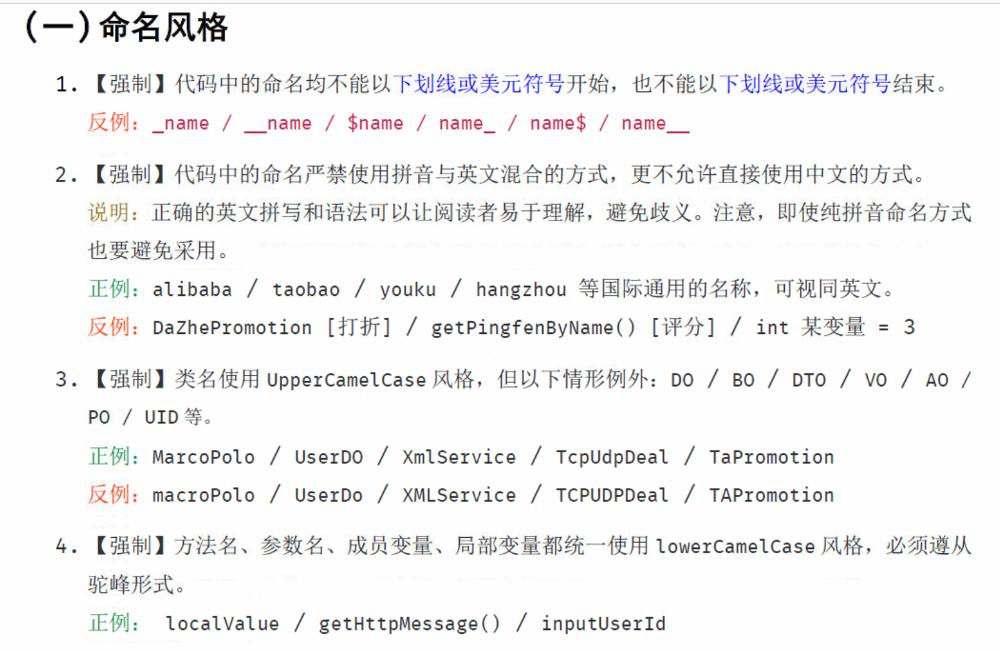 (一)命名风格
1. 【强制】代码中的命名均不能以下划线或美元符号开始，也不能以下划线或美元符号结束。
反例：_name / __name / $name / name_ / name$ / name__
2. 【强制】代码中的命名严禁使用拼音与英文混合的方式，更不允许直接使用中文的方式。
说明：正确的英文拼写和语法可以让阅读者易于理解，避免歧义。注意，即使纯拼音命名方式
也要避免采用。
正例：alibaba / taobao / youku / hangzhou 等国际通用的名称，可视同英文。
反例：DaZhePromotion [打折] / getPingfenByName() [评分] / int 某变量 = 3
3. 【强制】类名使用 UpperCamelCase 风格，但以下情形例外：DO / BO / DTO / VO / AO /
PO / UID 等。
正例：MarcoPolo / UserDO / XmlService / TcpUdpDeal / TaPromotion
反例：macroPolo / UserDo / XMLService / TCPUDPDeal / TAPromotion
4. 【强制】方法名、参数名、成员变量、局部变量都统一使用 lowerCamelCase 风格，必须遵从
驼峰形式。
正例： localValue / getHttpMessage() / inputUserId